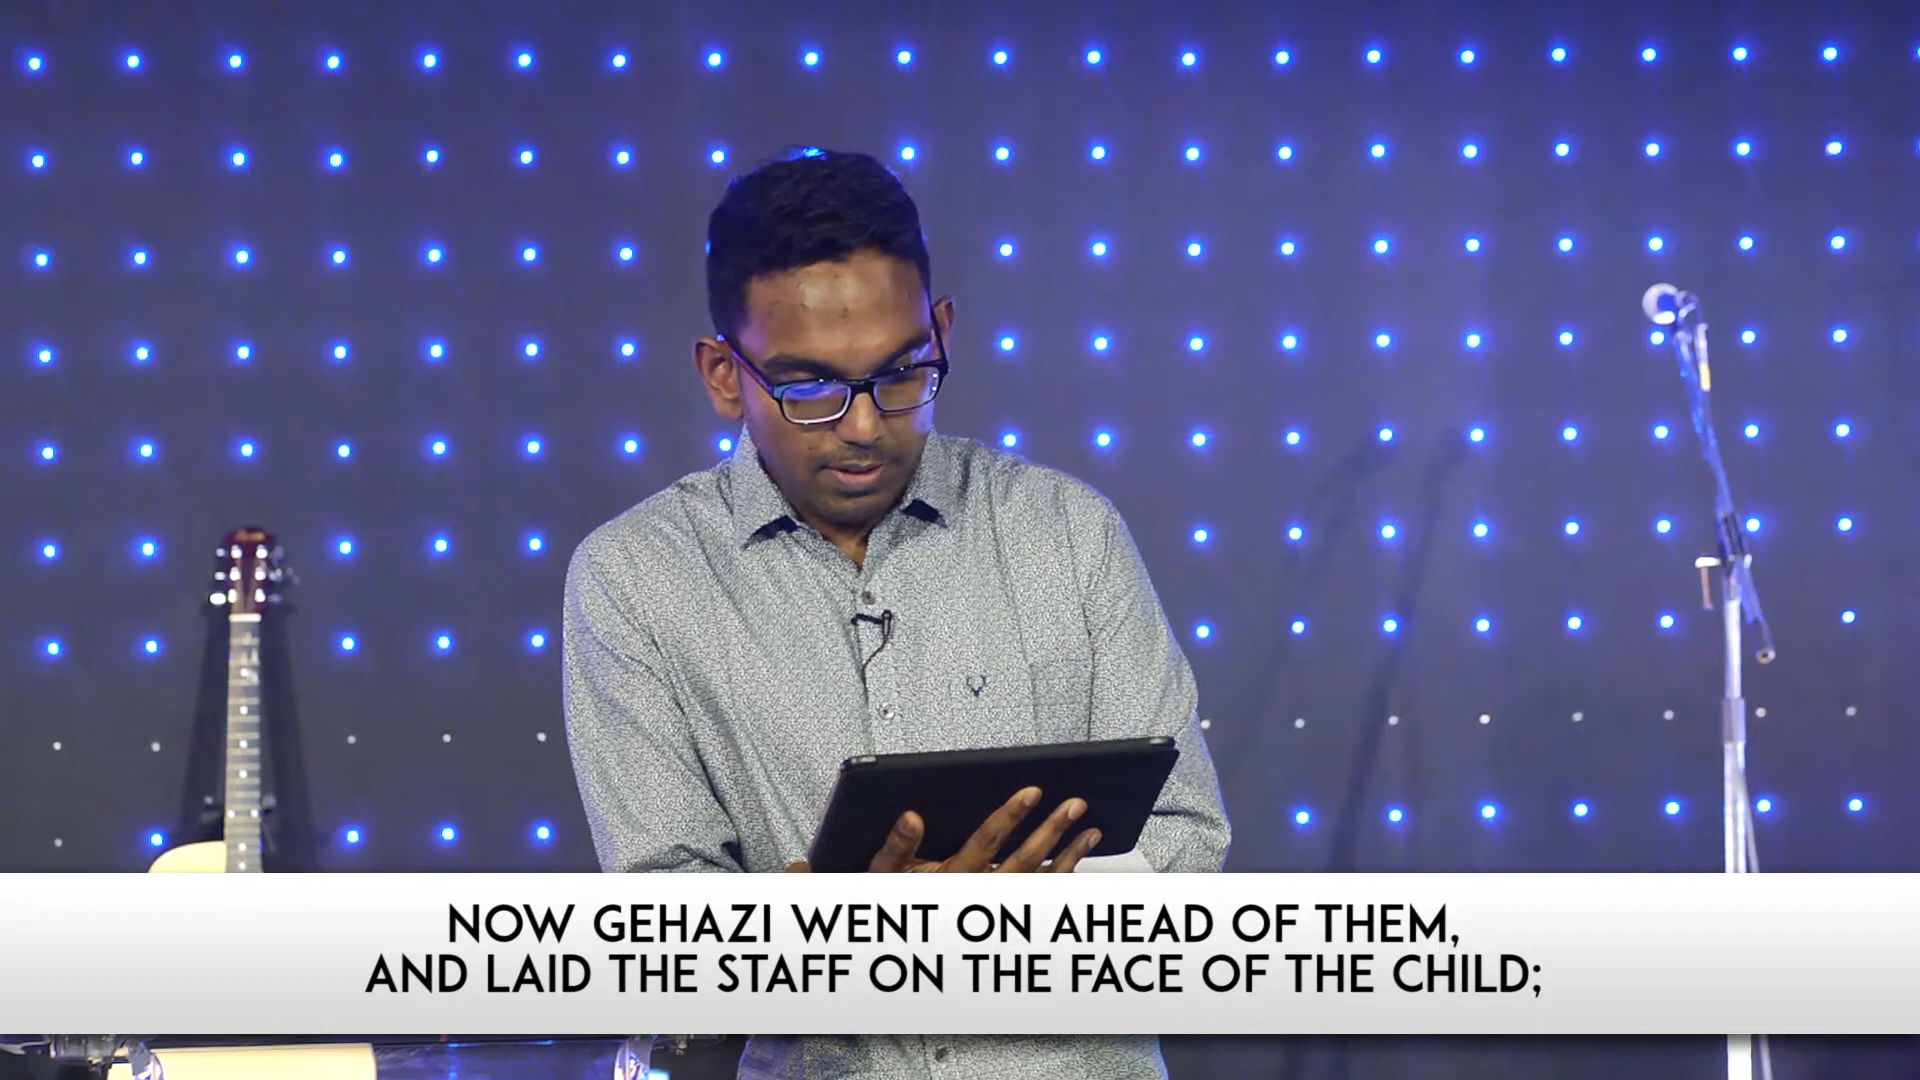 NOW GEHAZI WENT ON AHEAD OF THEM,
AND LAID THE STAFF ON THE FACE OF THE CHILD;